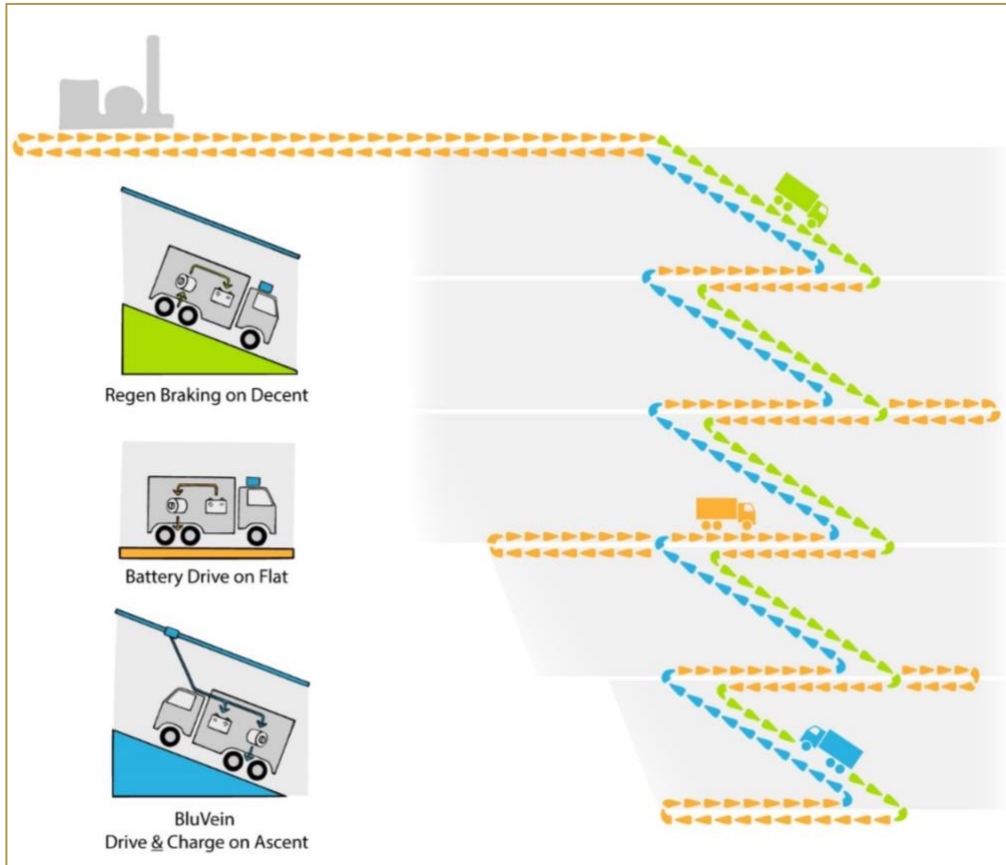 Regen Braking on Decent
Battery Drive on Flat
BluVein
Drive & Charge on Ascent